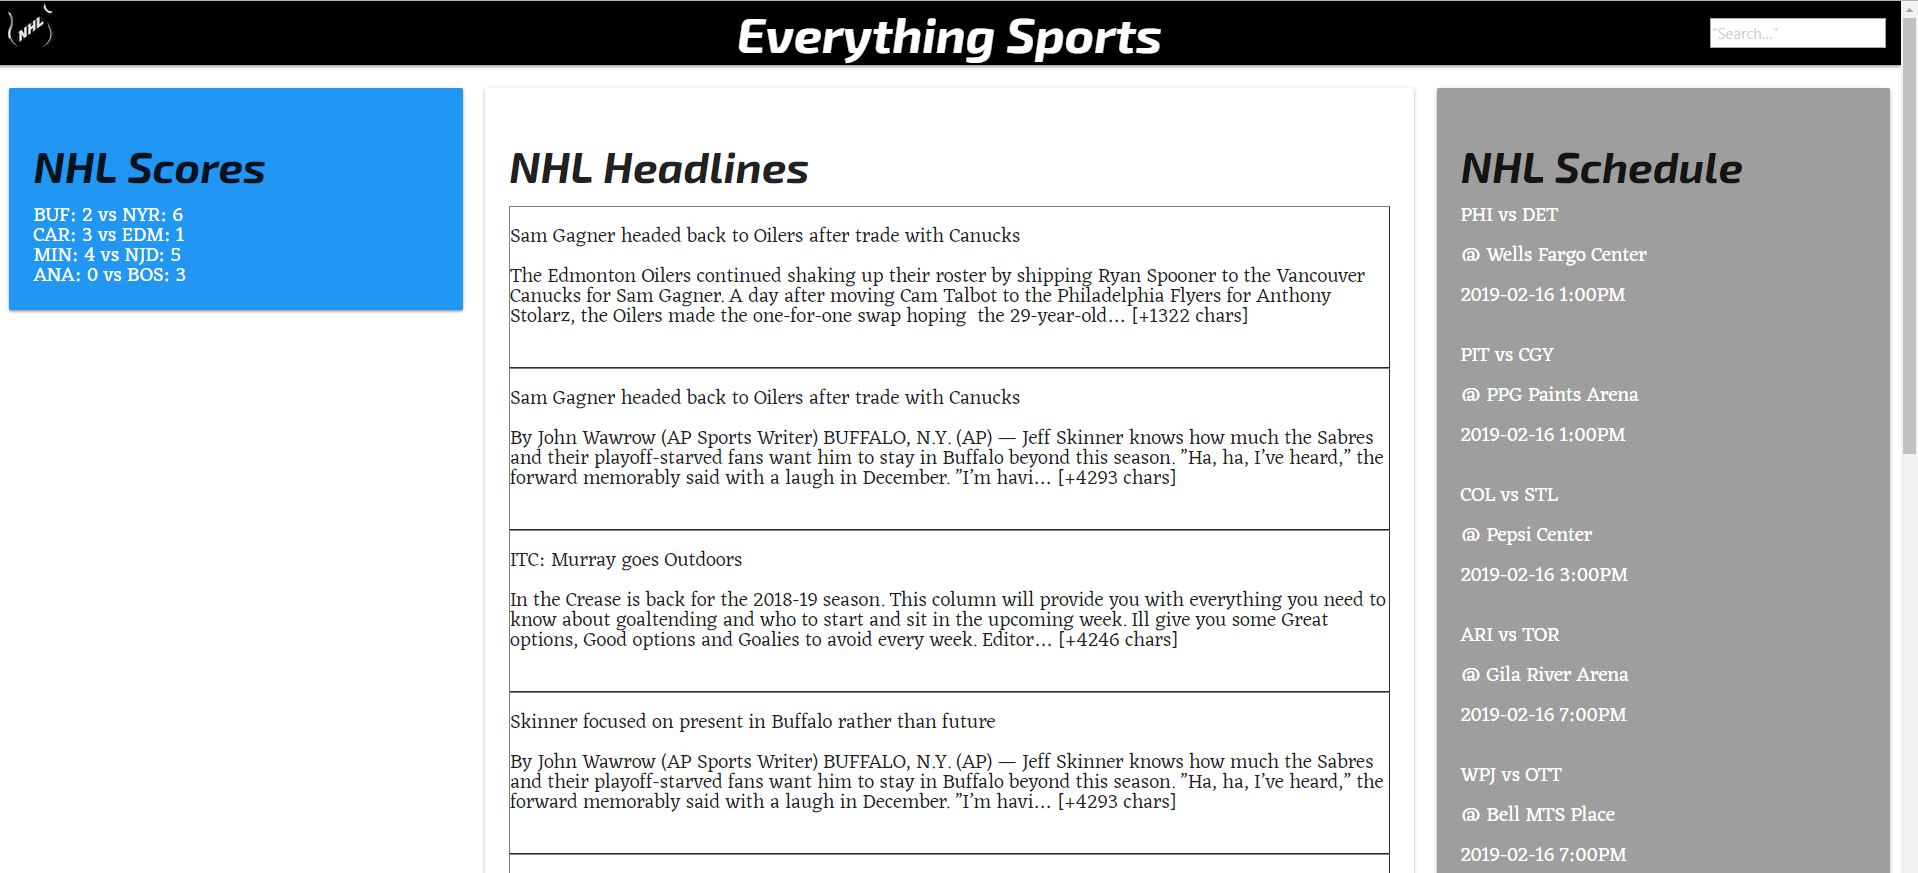 NHL
Everything Sports
"Search..."
NHL Scores
BUF: 2 vs NYR: 6
CAR: 3 vs EDM: 1
MIN: 4 vs NJD: 5
ANA: 0 vs BOS: 3
NHL Headlines
Sam Gagner headed back to Oilers after trade with Canucks
The Edmonton Oilers continued shaking up their roster by shipping Ryan Spooner to the Vancouver
Canucks for Sam Gagner. A day after moving Cam Talbot to the Philadelphia Flyers for Anthony
Stolarz, the Oilers made the one-for-one swap hoping  the 29-year-old… [+1322 chars]
Sam Gagner headed back to Oilers after trade with Canucks
By John Wawrow (AP Sports Writer) BUFFALO, N.Y. (AP) — Jeff Skinner knows how much the Sabres
and their playoff-starved fans want him to stay in Buffalo beyond this season. ”Ha, ha, I’ve heard,” the
forward memorably said with a laugh in December. ”I’m havi… [+4293 chars]
ITC: Murray goes Outdoors
In the Crease is back for the 2018-19 season. This column will provide you with everything you need to
know about goaltending and who to start and sit in the upcoming week. Ill give you some Great
options, Good options and Goalies to avoid every week. Editor… [+4246 chars]
Skinner focused on present in Buffalo rather than future
By John Wawrow (AP Sports Writer) BUFFALO, N.Y. (AP) — Jeff Skinner knows how much the Sabres
and their playoff-starved fans want him to stay in Buffalo beyond this season. ”Ha, ha, I’ve heard,” the
forward memorably said with a laugh in December. ”I’m havi… [+4293 chars]
NHL Schedule
PHI vs DET
@ Wells Fargo Center
2019-02-16 1:00PM
PIT vs CGY
@ PPG Paints Arena
2019-02-16 1:00PM
COL vs STL
@ Pepsi Center
2019-02-16 3:00PM
ARI vs TOR
@ Gila River Arena
2019-02-16 7:00PM
WPJ vs OTT
@ Bell MTS Place
2019-02-16 7:00PM